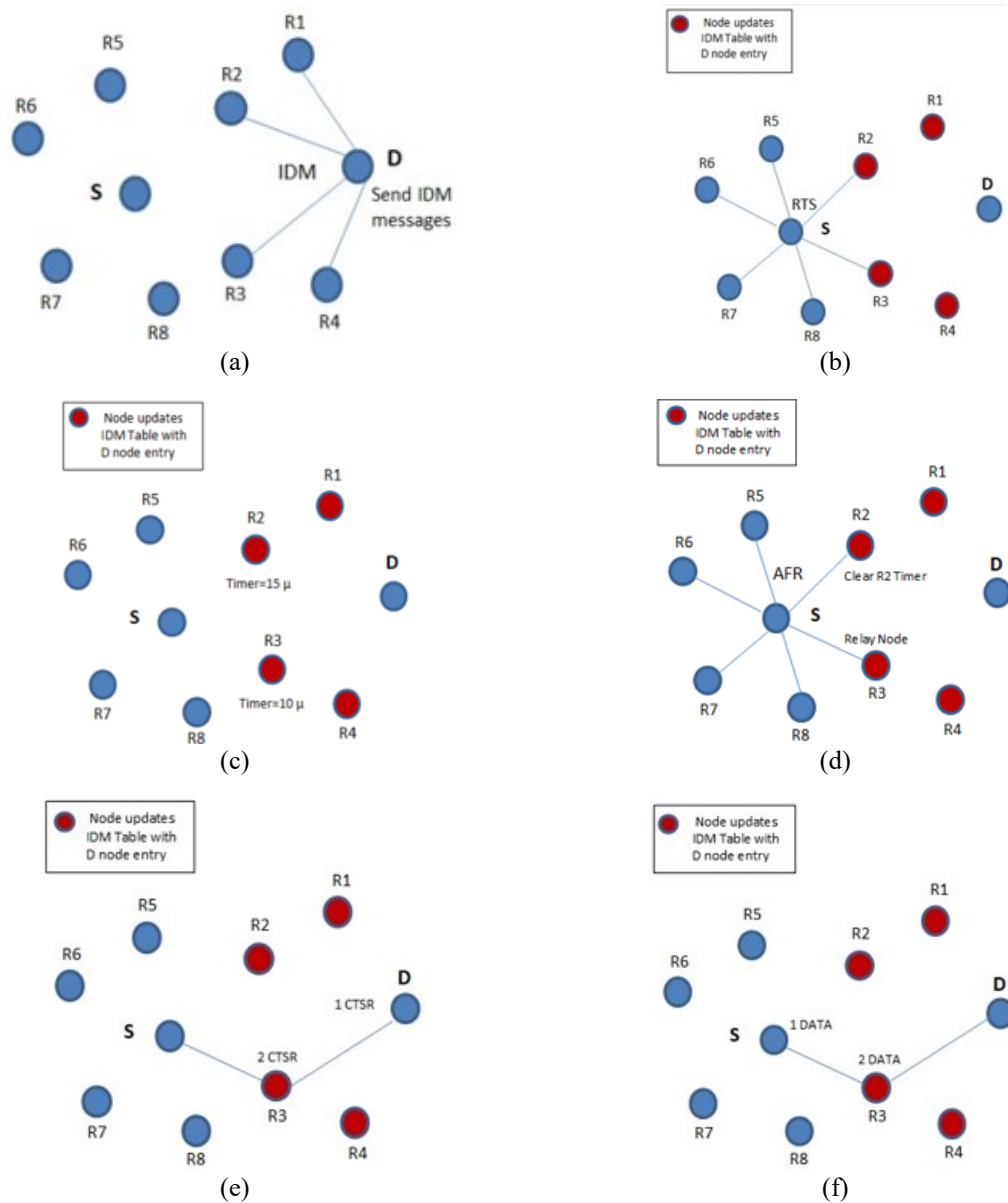 R1
R5
R2
R6
D
IDM
S
Send IDM
messages
R3
R7
R4
R8
(a)
Node updates
IDM Table with
D node entry
R1
R5
R2
R6
D
RTS
S
R3
R7
R4
R8
(b)
Node updates
IDM Table with
D node entry
R1
R5
R2
R6
D
Timer=15 μ
S
R3
R7
Timer=10 μ
R8
R4
(c)
Node updates
IDM Table with
D node entry
R1
R5
R2
R6
D
AFR
Clear R2 Timer
S
Relay Node
R3
R7
R4
R8
(d)
Node updates
IDM Table with
D node entry
R1
R5
R2
R6
D
1 CTSR
S
2 CTSR
R3
R7
R8
R4
(e)
Node updates
IDM Table with
D node entry
R1
R5
R2
R6
D
1 DATA
S
2 DATA
R3
R7
R8
R4
(f)